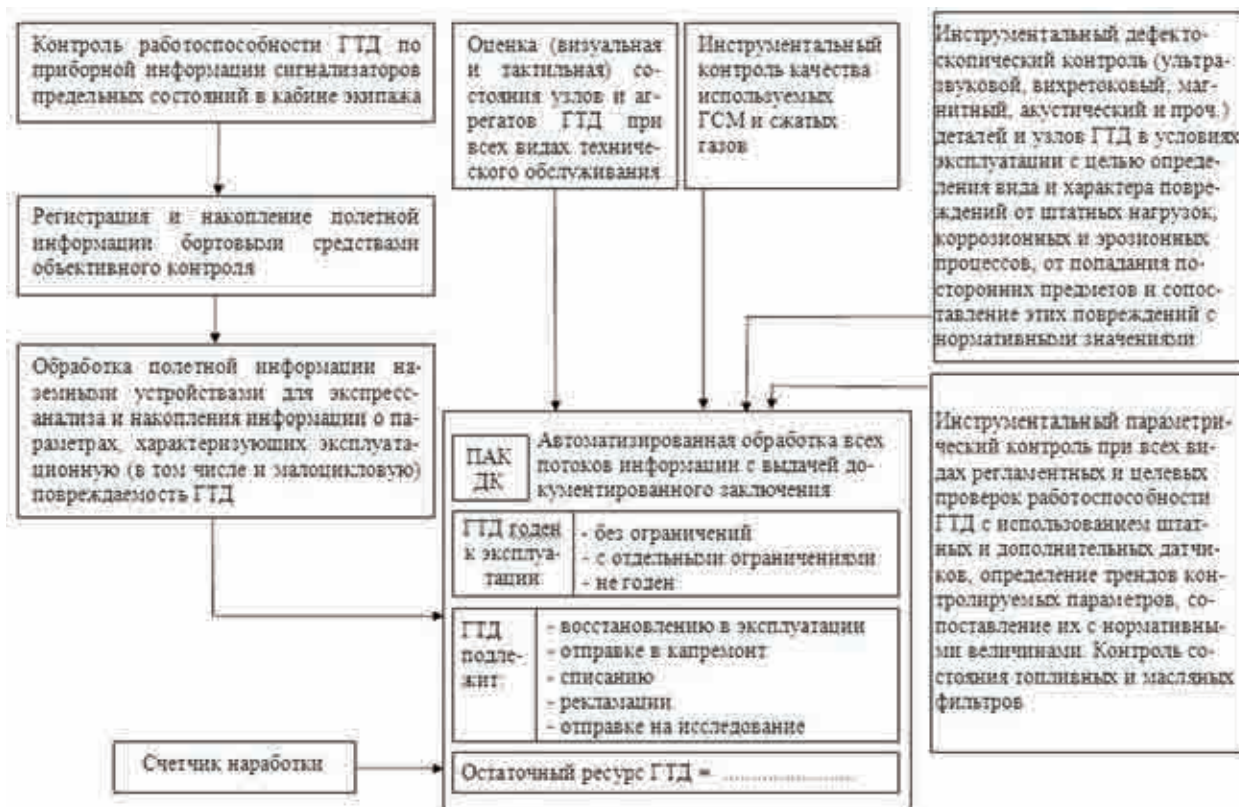 Контроль работоспособности ГТД по
приборной информации сигнализаторов
предельных состояний в кабине экипажа
Регистрация и накопление полетной
информации бортовыми средствами
объективного контроля
Обработка полетной информации на-
земными устройствами для экспресс-
анализа и накопления информации о па-
раметрах, характеризующих эксплуата-
ционную (в том числе и малоцикловую)
повреждаемость ГТД
Счетчик наработки
Оценка (визуальная
и тактильная) со-
стояния узлов и аг-
регатов ГТД при
всех видах техниче-
ского обслуживания
Инструментальный
контроль качества
используемых
ГСМ и сжатых
газов
Инструментальный дефекто-
скопический контроль (ультра-
звуковой, вихретоковый, маг-
нитный, акустический и проч.)
деталей и узлов ГТД в условиях
эксплуатации с целью опреде-
ления вида и характера повре-
ждений от штатных нагрузок,
коррозионных и эрозионных
процессов, от попадания по-
сторонних предметов и сопос-
тавление этих повреждений с
нормативными значениями
Инструментальный параметри-
ческий контроль при всех ви-
дах регламентных и целевых
проверок работоспособности
ГТД с использованием штат-
ных и дополнительных датчи-
ков, определение трендов кон-
тролируемых параметров, со-
поставление их с нормативны-
ми величинами. Контроль со-
стояния топливных и масляных
фильтров
ПАК
ДК
Автоматизированная обработка всех
потоков информации с выдачей до-
кументированного заключения
ГТД годен
к эксплуа-
тации
- без ограничений
- с отдельными ограничениями
- не годен
ГТД
подле-
жит:
- восстановлению в эксплуатации
- отправке в капремонт
- списанию
- рекламации
- отправке на исследование
Остаточный ресурс ГТД = ........................